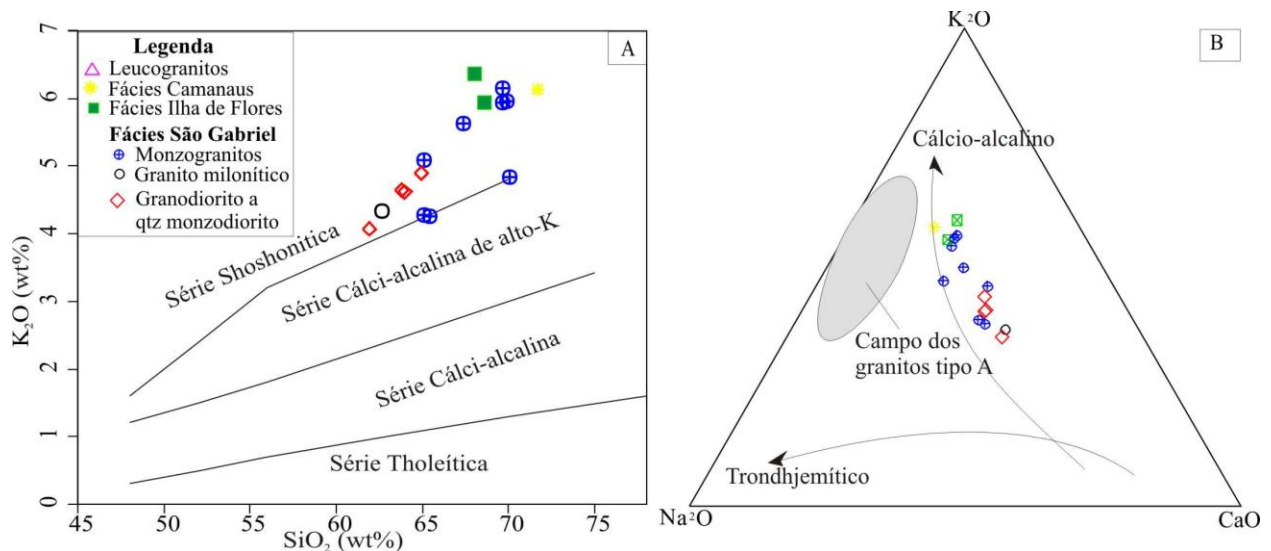 A
Legenda
Leucogranitos
Fácies Camanaus
Fácies Ilha de Flores
Fácies São Gabriel
Monzogranitos
Granito milonítico
Granodiorito a
qtz monzodiorito
7
6
5
4
3
2
1
0
K₂O (wt%)
Série Shoshonitica
Série Cálci-alcalina de alto-K
Série Cálci-alcalina
Série Tholeítica
45
50
55
60
65
70
75
SiO₂ (wt%)
B
K²O
Cálcio-alcalino
Campo dos
granitos tipo A
Trondhjemítico
Na²O
CaO